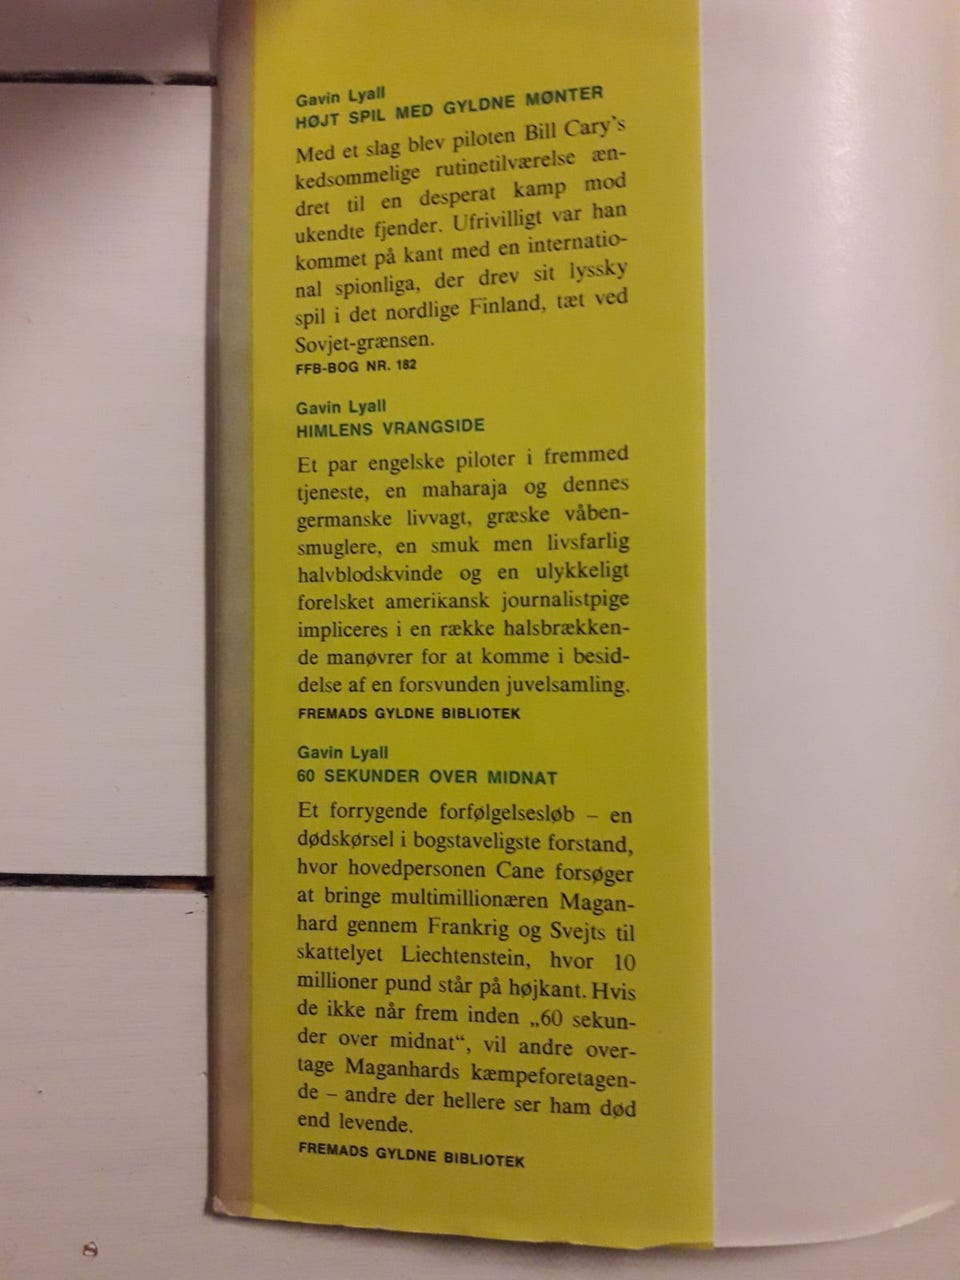 Gavin Lyall
HØJT SPIL MED GYLDNE MØNTER
Med et slag blev piloten Bill Cary's
kedsommelige rutinetilværelse æn-
dret til en desperat kamp mod
ukendte fjender. Ufrivilligt var han
kommet på kant med en internatio-
nal spionliga, der drev sit lyssky
spil i det nordlige Finland, tæt ved
Sovjet-grænsen.
FFB-BOG NR. 182
Gavin Lyall
HIMLENS VRANGSIDE
Et par engelske piloter i fremmed
tjeneste, en maharaja og dennes
germanske livvagt, græske våben-
smuglere, en smuk men livsfarlig
halvblodskvinde og en ulykkeligt
forelsket amerikansk journalistpige
impliceres i en række halsbrækken-
de manøvrer for at komme i besid-
delse af en forsvunden juvelsamling.
FREMADS GYLDNE BIBLIOTEK
Gavin Lyall
60 SEKUNDER OVER MIDNAT
Et forrygende forfølgelsesløb – en
dødskørsel i bogstaveligste forstand,
hvor hovedpersonen Cane forsøger
at bringe multimillionæren Magan-
hard gennem Frankrig og Svejts til
skattelyet Liechtenstein, hvor 10
millioner pund står på højkant. Hvis
de ikke når frem inden „60 sekun-
der over midnat“, vil andre over-
tage Maganhards kæmpeforetagen-
de – andre der hellere ser ham død
end levende.
FREMADS GYLDNE BIBLIOTEK